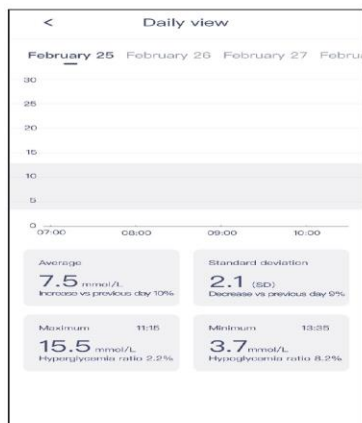 < Daily view
February 25 February 26 February 27 Febru
30
25
20
15
10
5
0
07:00 08:00 09:00 10:00
Average
7.5 mmol/L
Increase vs previous day 10%
Standard deviation
2.1 (SD)
Decrease vs previous day 9%
Maximum 11:15
15.5 mmol/L
Hyperglycemia ratio 2.2%
Minimum 13:35
3.7 mmol/L
Hypoglycemia ratio 8.2%